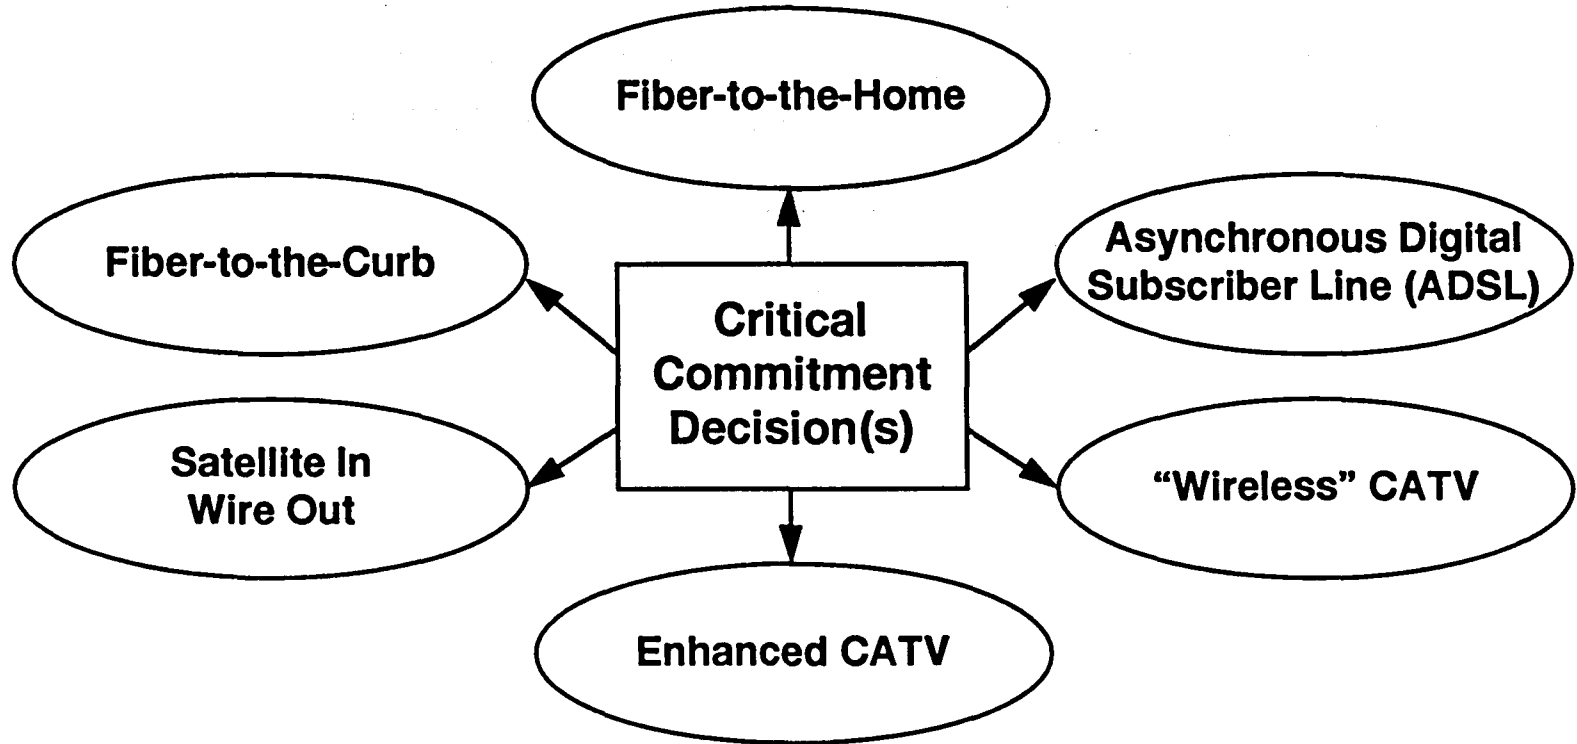 Fiber-to-the-Home
Fiber-to-the-Curb
Asynchronous Digital
Subscriber Line (ADSL)
Critical
Commitment
Decision(s)
Satellite In
Wire Out
“Wireless” CATV
Enhanced CATV